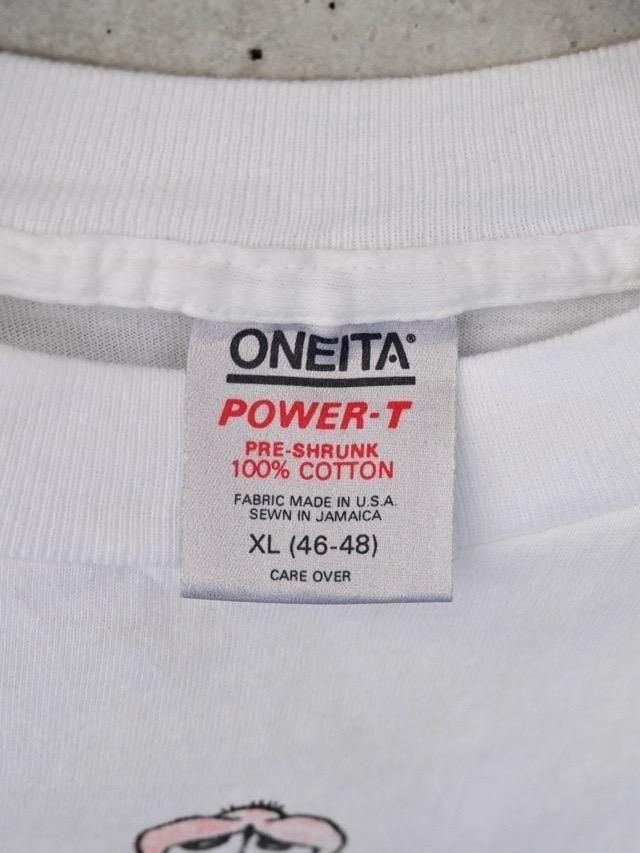 ONEITA®
POWER-T
PRE-SHRUNK
100% COTTON
FABRIC MADE IN U.S.A.
SEWN IN JAMAICA
XL (46-48)
CARE OVER